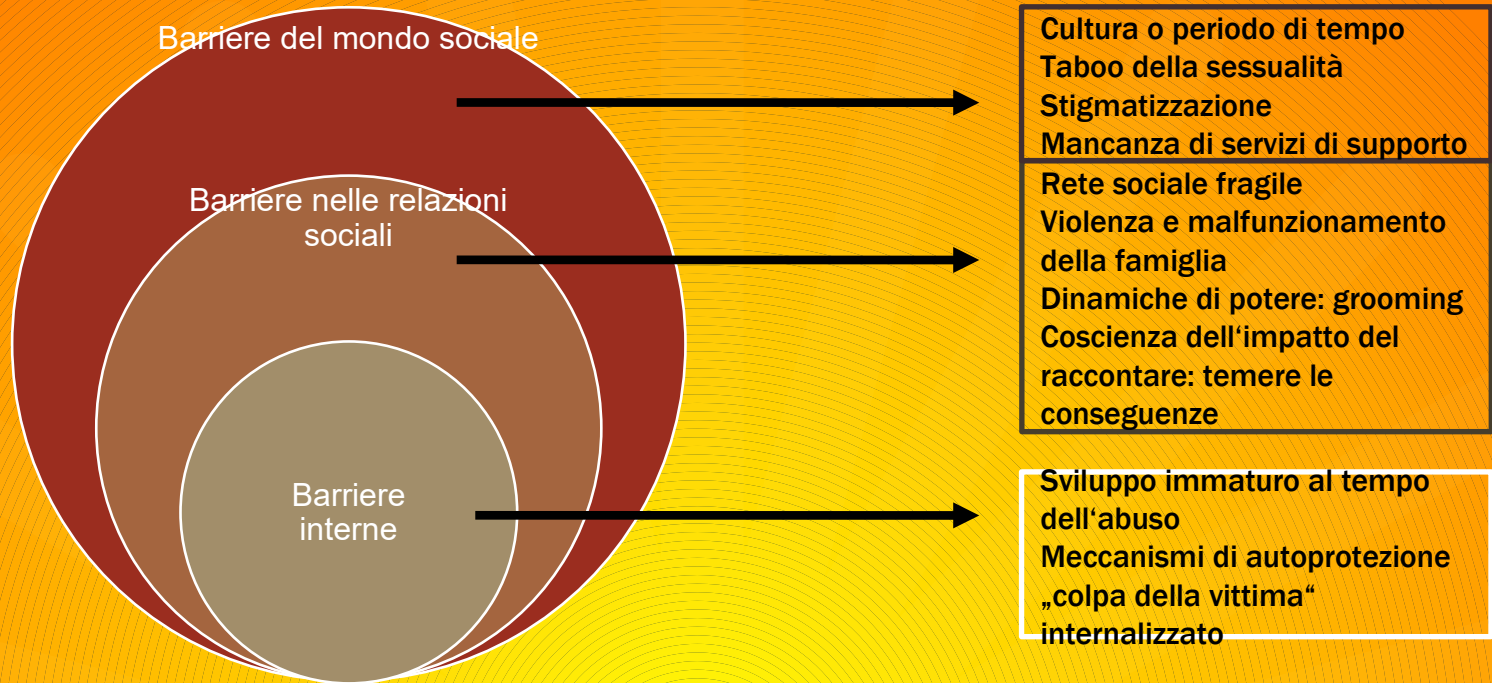 Barriere del mondo sociale
Barriere nelle relazioni
sociali
Barriere
interne
Cultura o periodo di tempo
Taboo della sessualità
Stigmatizzazione
Mancanza di servizi di supporto
Rete sociale fragile
Violenza e malfunzionamento
della famiglia
Dinamiche di potere: grooming
Coscienza dell‘impatto del
raccontare: temere le
conseguenze
Sviluppo immaturo al tempo
dell‘abuso
Meccanismi di autoprotezione
„colpa della vittima“
internalizzato